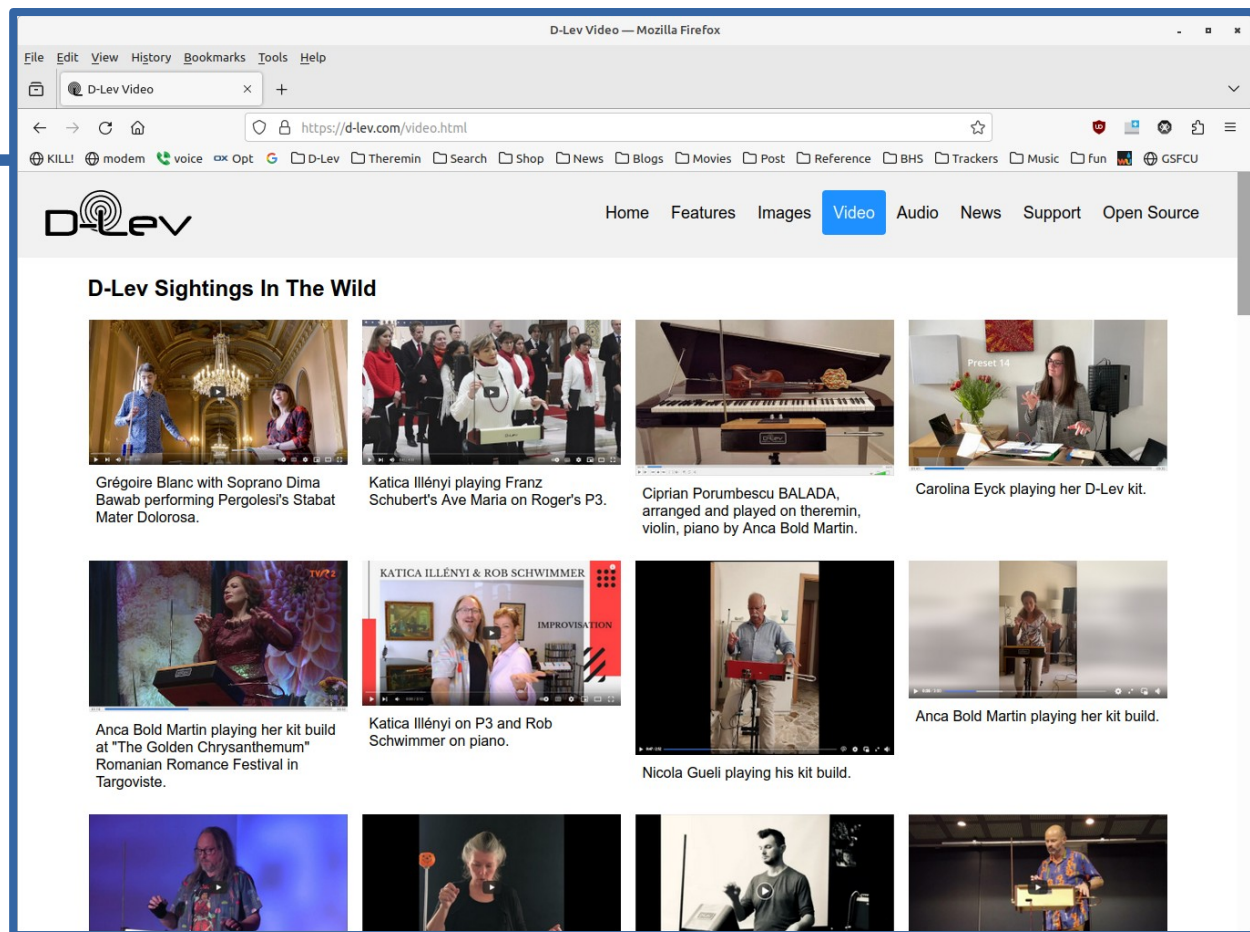 D-Lev Video — Mozilla Firefox
File Edit View History Bookmarks Tools Help
D-Lev Video
https://d-lev.com/video.html
KILL! modem voice ox Opt G D-Lev Theremin Search Shop News Blogs Movies Post Reference BHS Trackers Music fun GSFCU
D-Lev
Home Features Images Video Audio News Support Open Source
D-Lev Sightings In The Wild
Preset 14
D-Lev
Grégoire Blanc with Soprano Dima
Bawab performing Pergolesi's Stabat
Mater Dolorosa.
Katica Illényi playing Franz
Schubert's Ave Maria on Roger's P3.
Ciprian Porumbescu BALADA,
arranged and played on theremin,
violin, piano by Anca Bold Martin.
Carolina Eyck playing her D-Lev kit.
TVR2
KATICA ILLÉNYI & ROB SCHWIMMER
IMPROVISATION
Anca Bold Martin playing her kit build
at "The Golden Chrysanthemum"
Romanian Romance Festival in
Targoviste.
Katica Illényi on P3 and Rob
Schwimmer on piano.
Nicola Gueli playing his kit build.
Anca Bold Martin playing her kit build.